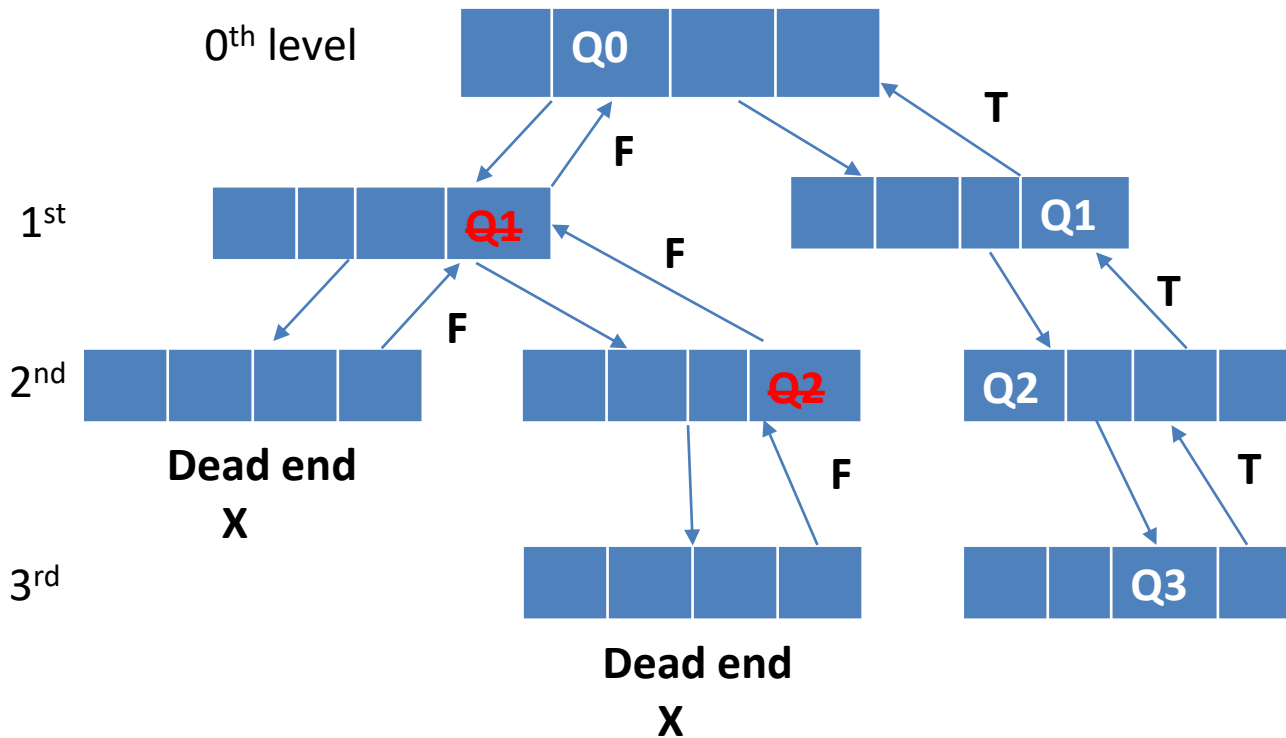 0th level
Q0
T
F
1st
Q1
Q1
F
T
F
2nd
Q2
Q2
Dead end
X
F
T
3rd
Q3
Dead end
X